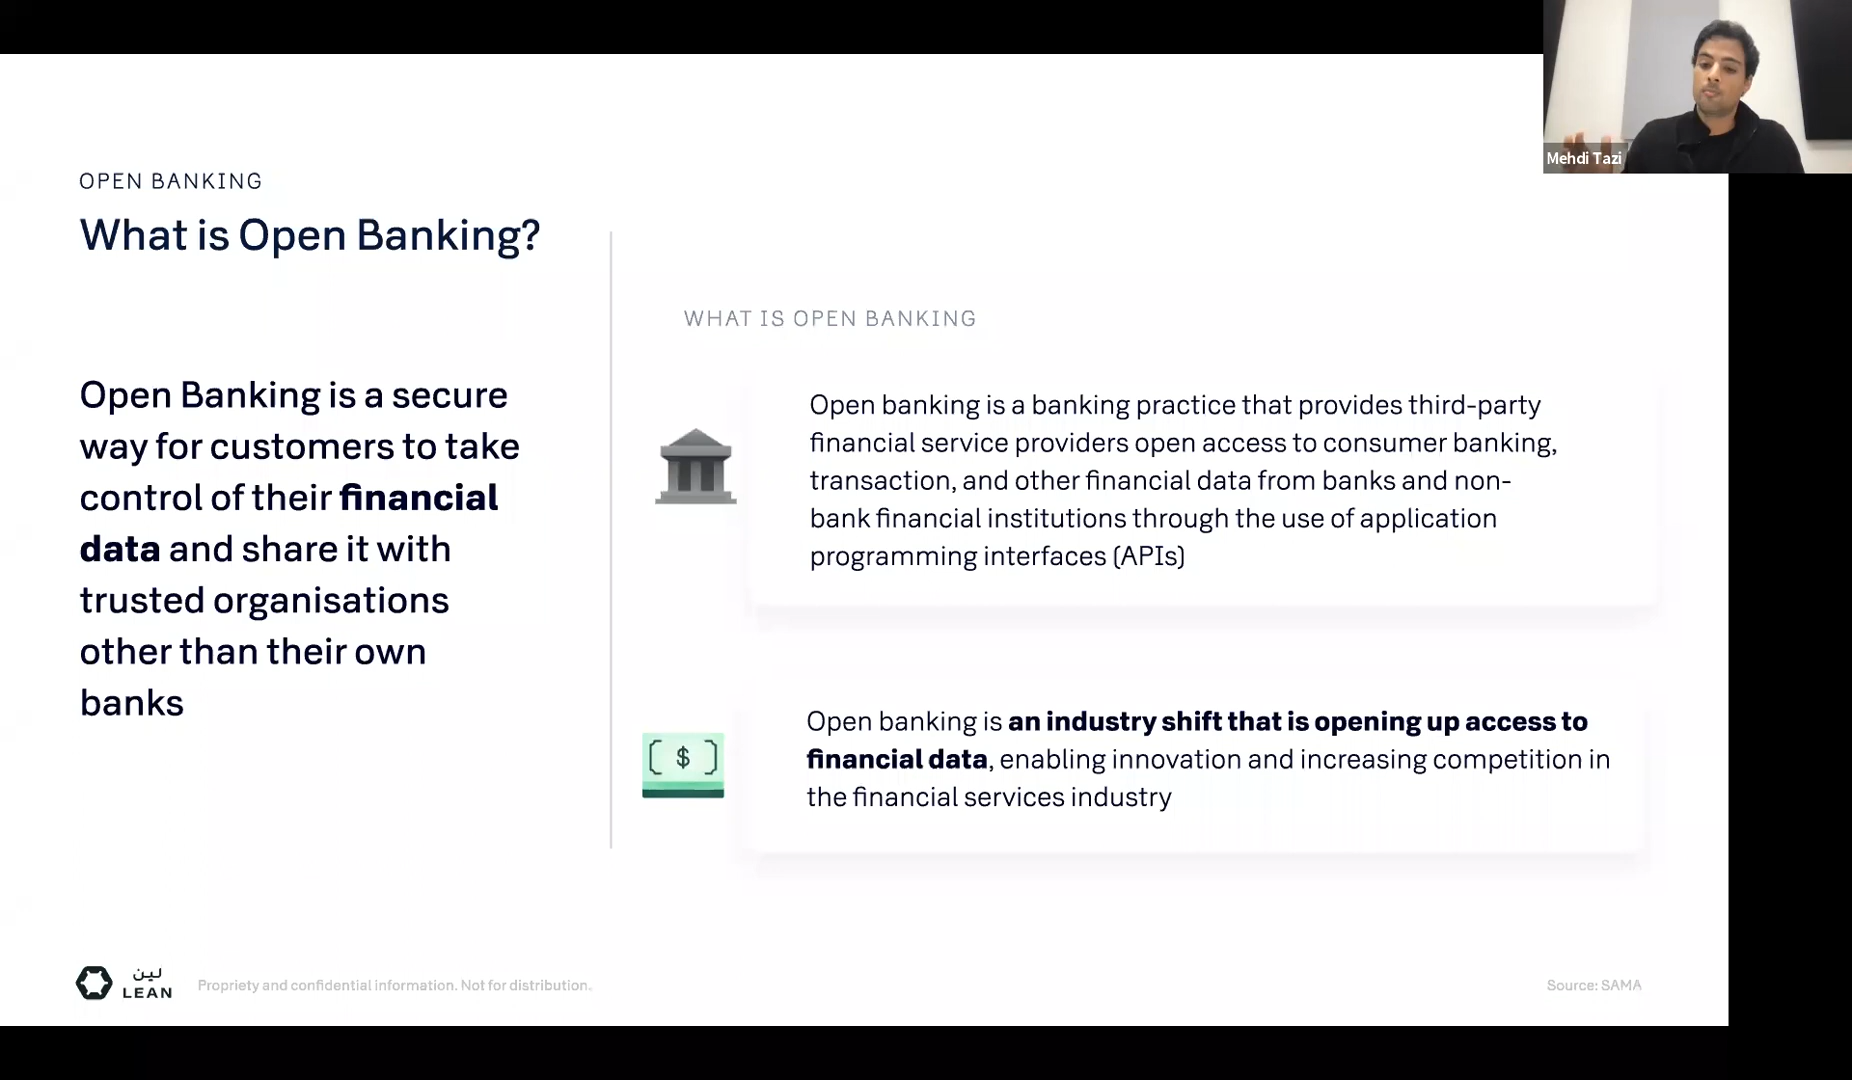 Mehdi Tazi
OPEN BANKING
What is Open Banking?
Open Banking is a secure
way for customers to take
control of their financial
data and share it with
trusted organisations
other than their own
banks
WHAT IS OPEN BANKING
Open banking is a banking practice that provides third-party
financial service providers open access to consumer banking,
transaction, and other financial data from banks and non-
bank financial institutions through the use of application
programming interfaces (APIs)
[ $ ]
Open banking is an industry shift that is opening up access to
financial data, enabling innovation and increasing competition in
the financial services industry
لين
LEAN
Propriety and confidential information. Not for distribution.
Source: SAMA